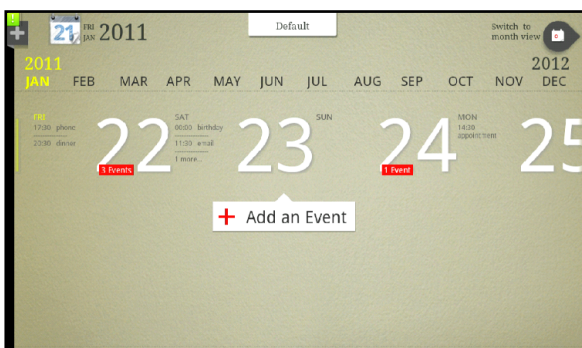 21
FRI
JAN
2011
Default
Switch to
month view
2011
2012
JAN FEB MAR APR MAY JUN JUL AUG SEP OCT NOV DEC
FRI
17:30 phone
20:30 dinner
22
3 Events
SAT
00:00 birthday
11:30 email
1 more...
23
SUN
24
1 Event
MON
14:30
appointment
25
+ Add an Event